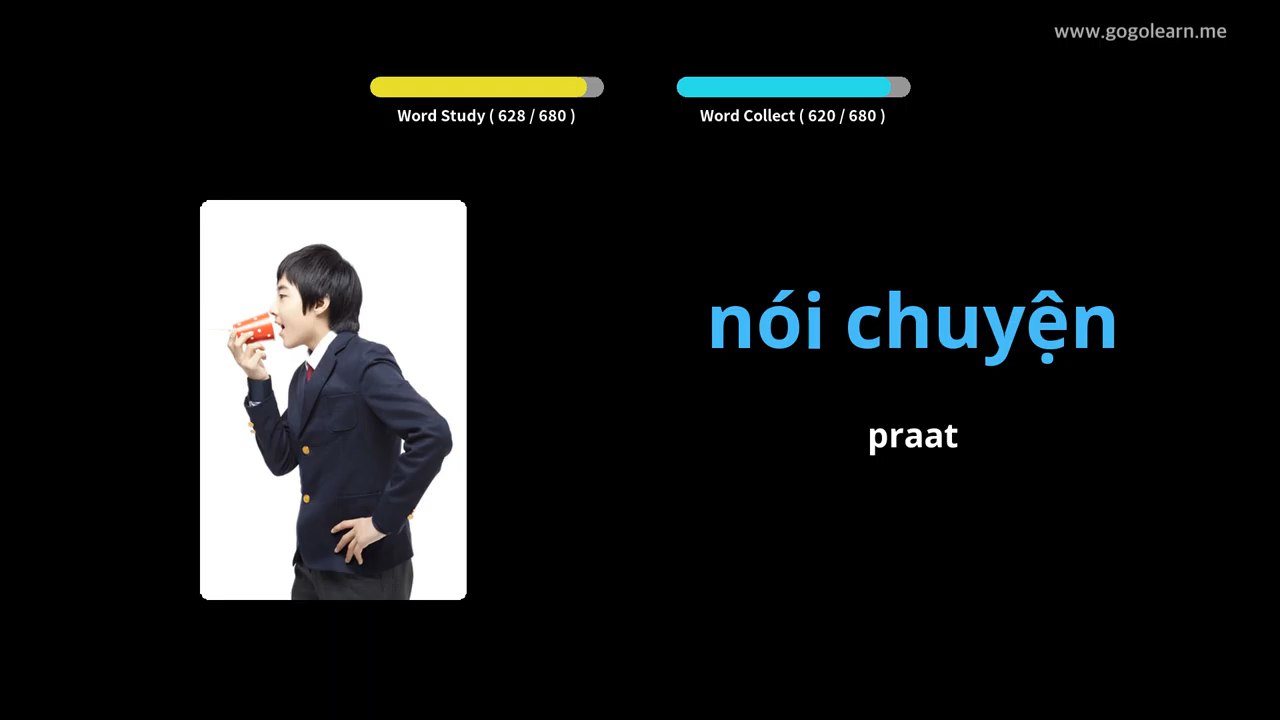 www.gogolearn.me
Word Study ( 628 / 680 )
Word Collect ( 620 / 680 )
nói chuyện
praat